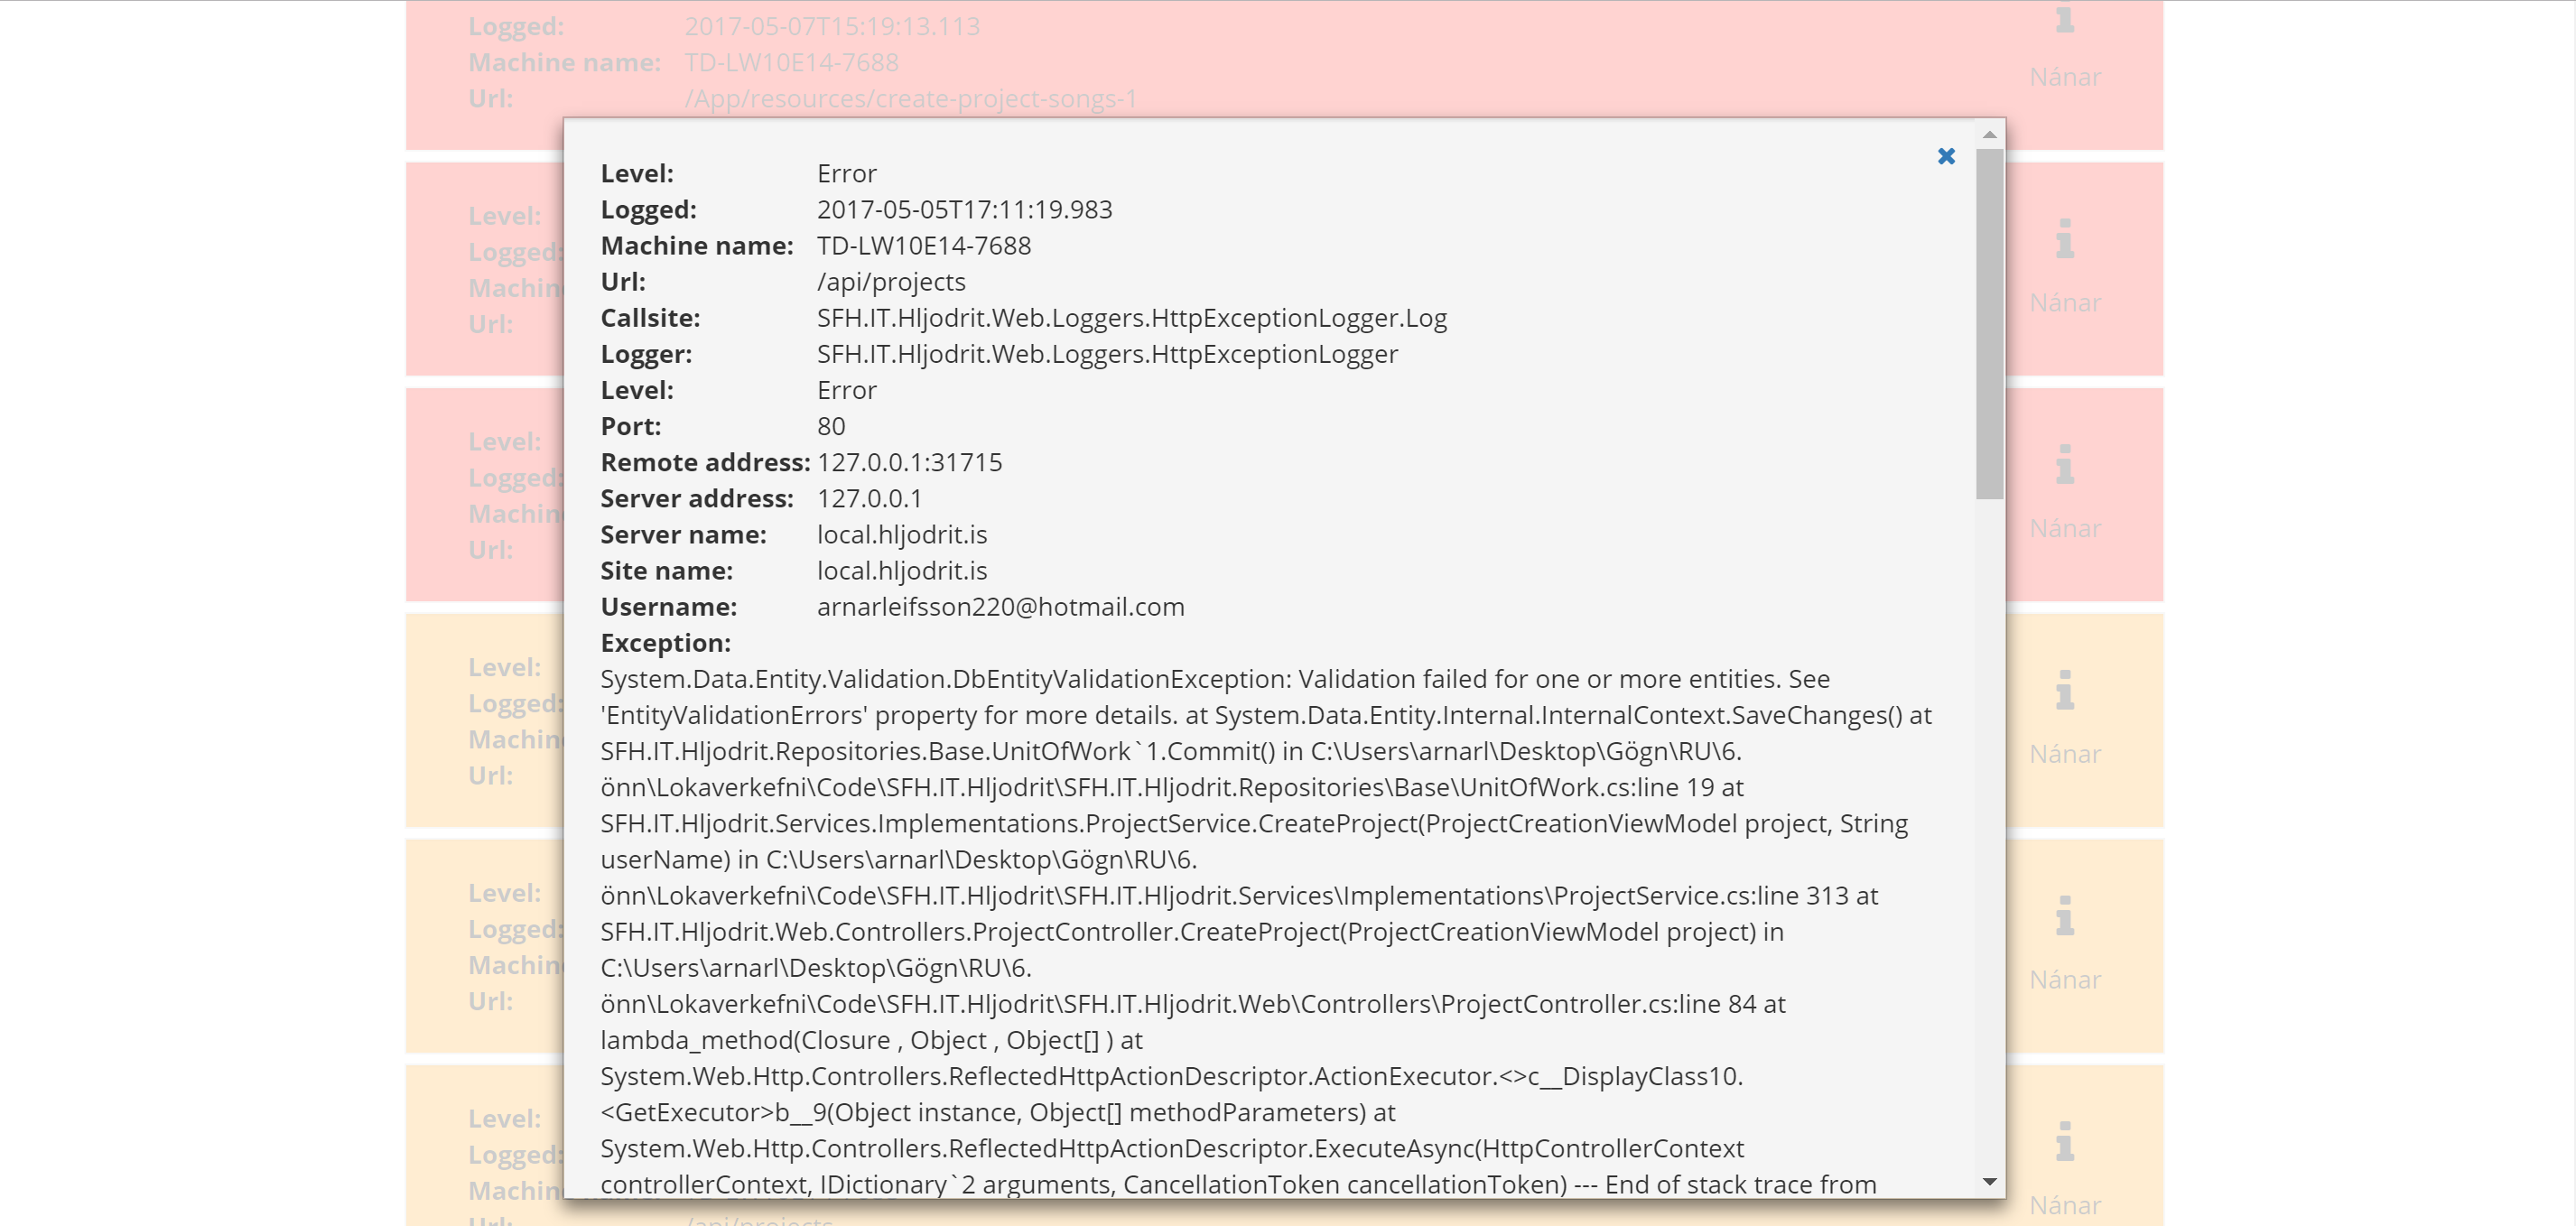 Logged: 2017-05-07T15:19:13.113
Machine name: TD-LW10E14-7688
Url: /App/resources/create-project-songs-1
Nánar
Level: Error
Logged: 2017-05-05T17:11:19.983
Machine name: TD-LW10E14-7688
Url: /api/projects
Callsite: SFH.IT.Hljodrit.Web.Loggers.HttpExceptionLogger.Log
Logger: SFH.IT.Hljodrit.Web.Loggers.HttpExceptionLogger
Level: Error
Port: 80
Remote address: 127.0.0.1:31715
Server address: 127.0.0.1
Server name: local.hljodrit.is
Site name: local.hljodrit.is
Username: arnarleifsson220@hotmail.com
Exception:
System.Data.Entity.Validation.DbEntityValidationException: Validation failed for one or more entities. See
'EntityValidationErrors' property for more details. at System.Data.Entity.Internal.InternalContext.SaveChanges() at
SFH.IT.Hljodrit.Repositories.Base.UnitOfWork`1.Commit() in C:\Users\arnarl\Desktop\Gögn\RU\6.
önn\Lokaverkefni\Code\SFH.IT.Hljodrit\SFH.IT.Hljodrit.Repositories\Base\UnitOfWork.cs:line 19 at
SFH.IT.Hljodrit.Services.Implementations.ProjectService.CreateProject(ProjectCreationViewModel project, String
userName) in C:\Users\arnarl\Desktop\Gögn\RU\6.
önn\Lokaverkefni\Code\SFH.IT.Hljodrit\SFH.IT.Hljodrit.Services\Implementations\ProjectService.cs:line 313 at
SFH.IT.Hljodrit.Web.Controllers.ProjectController.CreateProject(ProjectCreationViewModel project) in
C:\Users\arnarl\Desktop\Gögn\RU\6.
önn\Lokaverkefni\Code\SFH.IT.Hljodrit\SFH.IT.Hljodrit.Web\Controllers\ProjectController.cs:line 84 at
lambda_method(Closure , Object , Object[] ) at
System.Web.Http.Controllers.ReflectedHttpActionDescriptor.ActionExecutor.<>c__DisplayClass10.
<GetExecutor>b__9(Object instance, Object[] methodParameters) at
System.Web.Http.Controllers.ReflectedHttpActionDescriptor.ExecuteAsync(HttpControllerContext
controllerContext, IDictionary`2 arguments, CancellationToken cancellationToken) --- End of stack trace from
Level:
Logged:
Machin
Url:
Nánar
Level:
Logged:
Machin
Url:
Nánar
Level:
Logged:
Machin
Url:
Nánar
Level:
Logged:
Machin
Url:
Nánar
Level:
Logged:
Machin
Url: /api/projects
Nánar